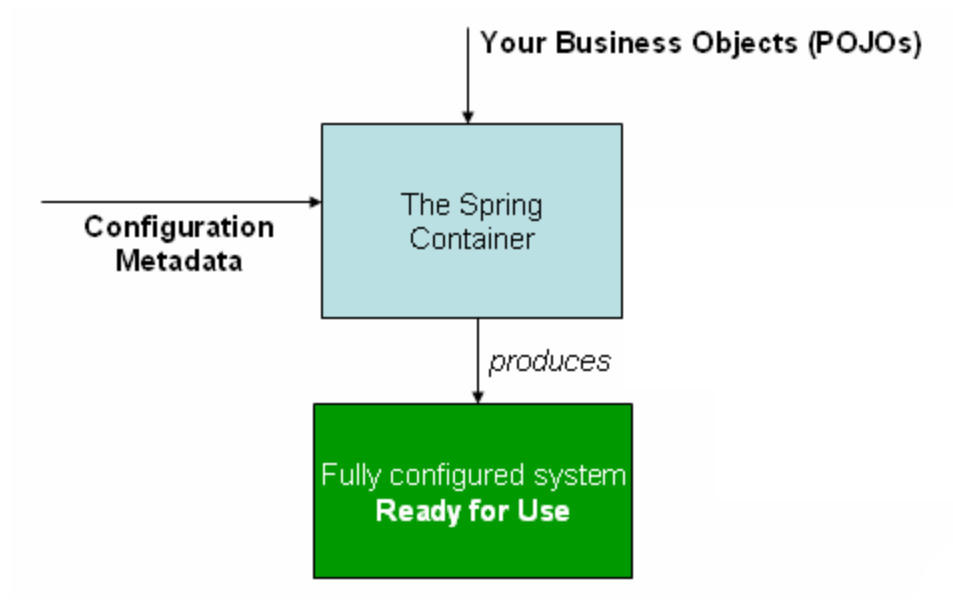 Your Business Objects (POJOs)
The Spring
Container
Configuration
Metadata
produces
Fully configured system
Ready for Use